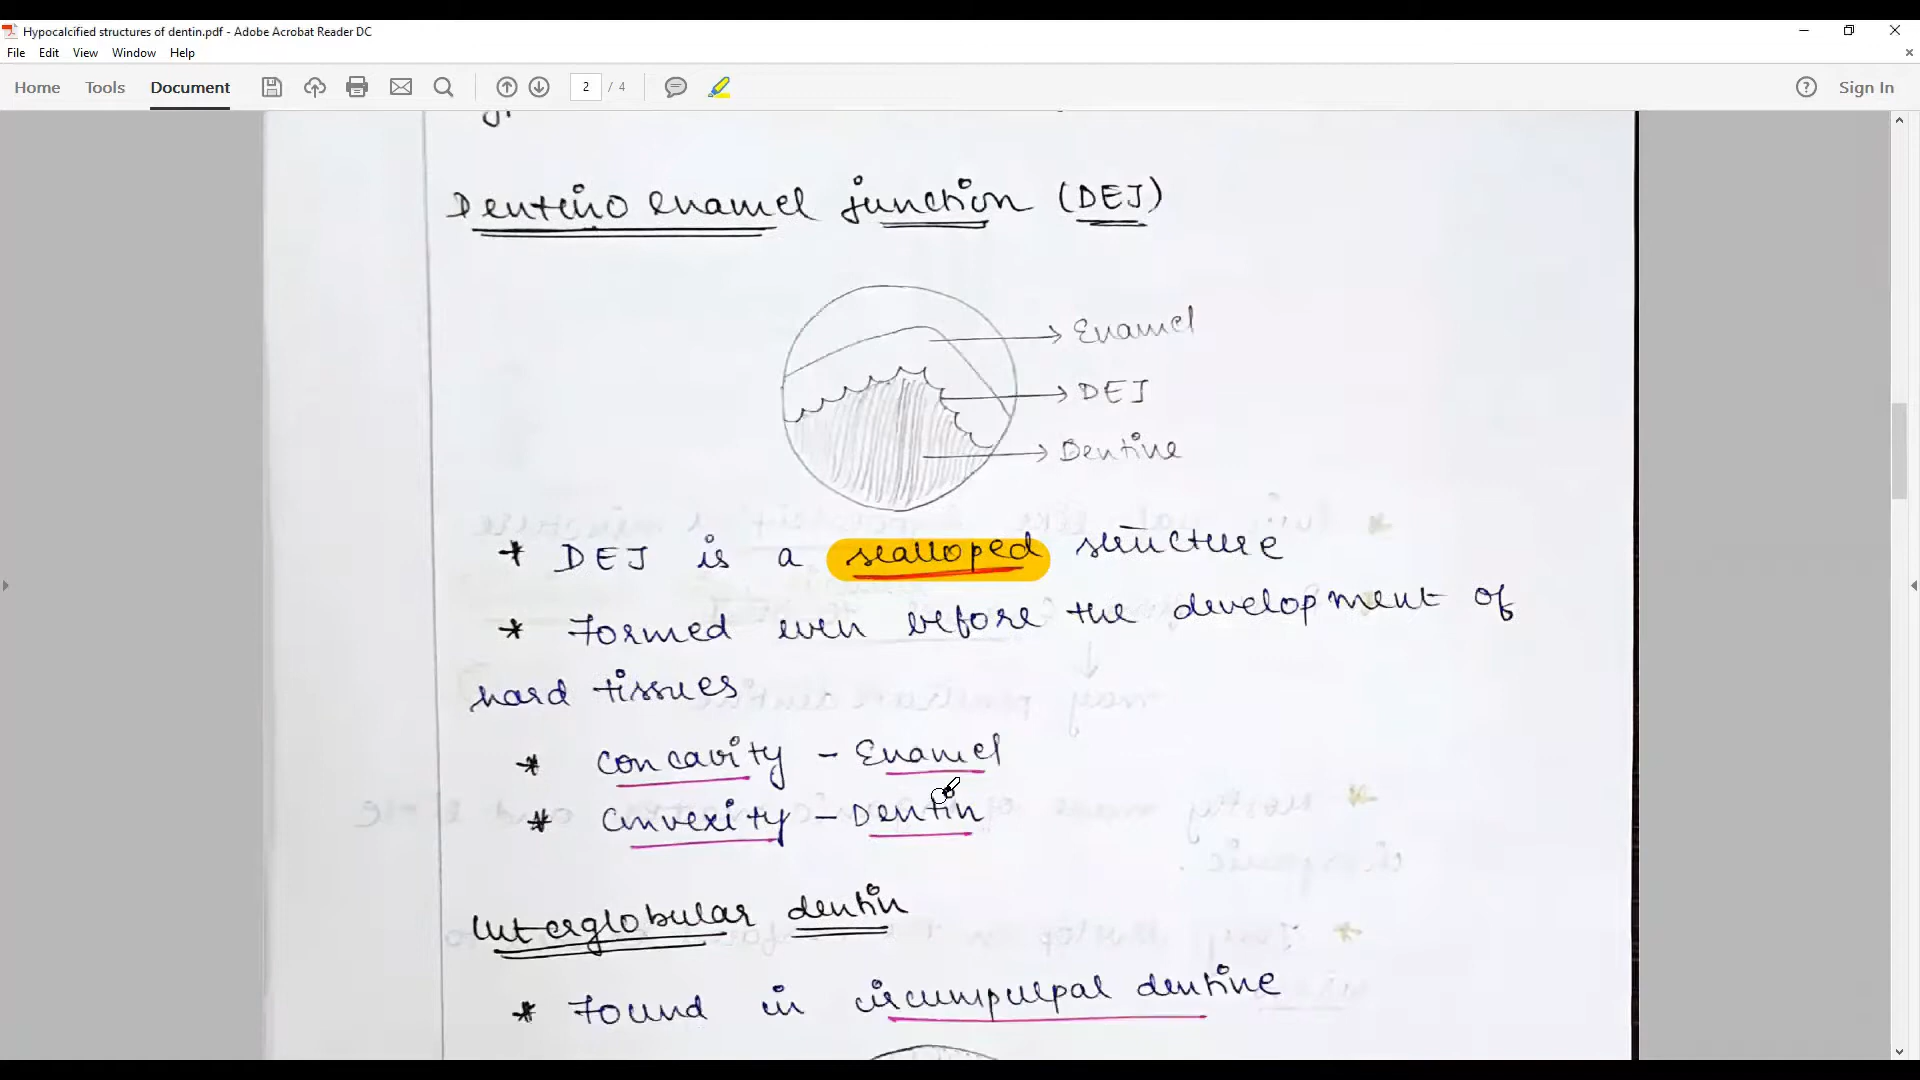 Hypocalcified structures of dentin.pdf - Adobe Acrobat Reader DC
File Edit View Window Help
Home Tools Document 2 / 4 Sign In
Dentino enamel junction (DEJ)
Enamel
DEJ
Dentine
* DEJ is a scalloped structure
* Formed even before the development of
hard tissues
* Concavity - Enamel
* Convexity - Dentin
Interglobular dentin
* Found in circumpulpal dentine